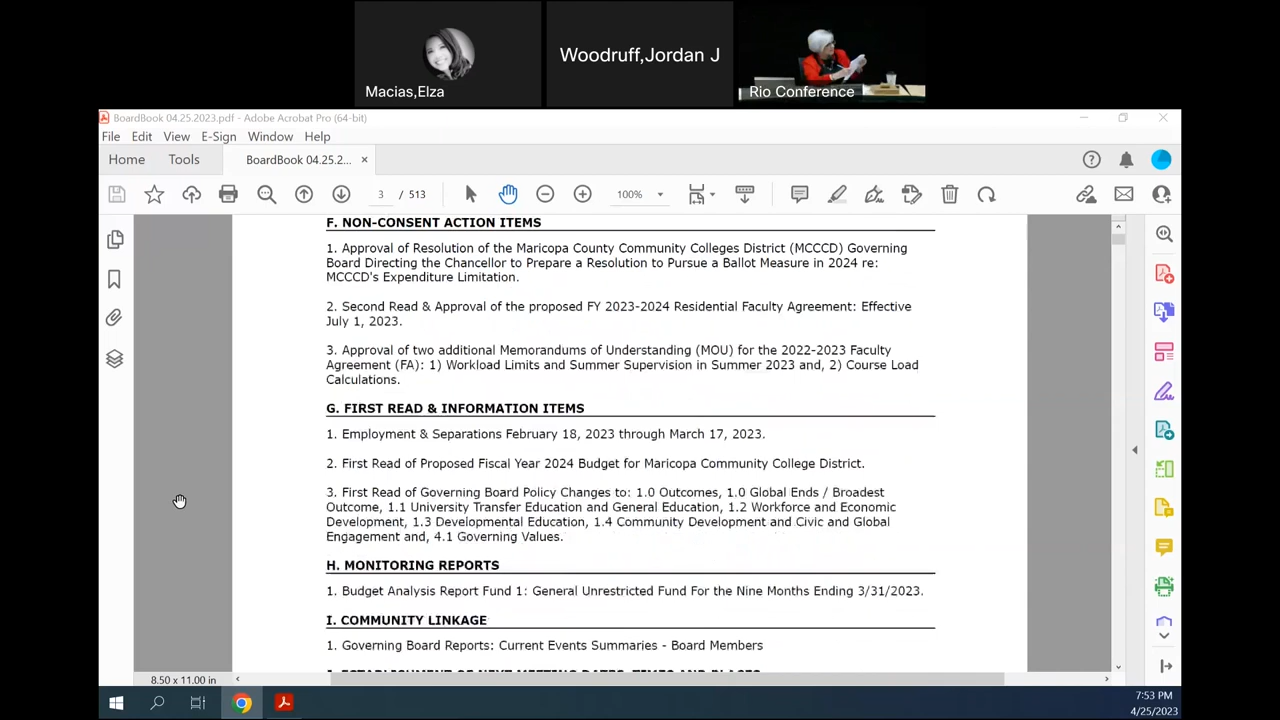 Macias,Elza
Woodruff,Jordan J
Rio Conference
BoardBook 04.25.2023.pdf - Adobe Acrobat Pro (64-bit)
File Edit View E-Sign Window Help
Home Tools BoardBook 04.25.2... ×
3 / 513 100%
F. NON-CONSENT ACTION ITEMS
1. Approval of Resolution of the Maricopa County Community Colleges District (MCCCD) Governing
Board Directing the Chancellor to Prepare a Resolution to Pursue a Ballot Measure in 2024 re:
MCCCD's Expenditure Limitation.
2. Second Read & Approval of the proposed FY 2023-2024 Residential Faculty Agreement: Effective
July 1, 2023.
3. Approval of two additional Memorandums of Understanding (MOU) for the 2022-2023 Faculty
Agreement (FA): 1) Workload Limits and Summer Supervision in Summer 2023 and, 2) Course Load
Calculations.
G. FIRST READ & INFORMATION ITEMS
1. Employment & Separations February 18, 2023 through March 17, 2023.
2. First Read of Proposed Fiscal Year 2024 Budget for Maricopa Community College District.
3. First Read of Governing Board Policy Changes to: 1.0 Outcomes, 1.0 Global Ends / Broadest
Outcome, 1.1 University Transfer Education and General Education, 1.2 Workforce and Economic
Development, 1.3 Developmental Education, 1.4 Community Development and Civic and Global
Engagement and, 4.1 Governing Values.
H. MONITORING REPORTS
1. Budget Analysis Report Fund 1: General Unrestricted Fund For the Nine Months Ending 3/31/2023.
I. COMMUNITY LINKAGE
1. Governing Board Reports: Current Events Summaries - Board Members
8.50 x 11.00 in
7:53 PM
4/25/2023